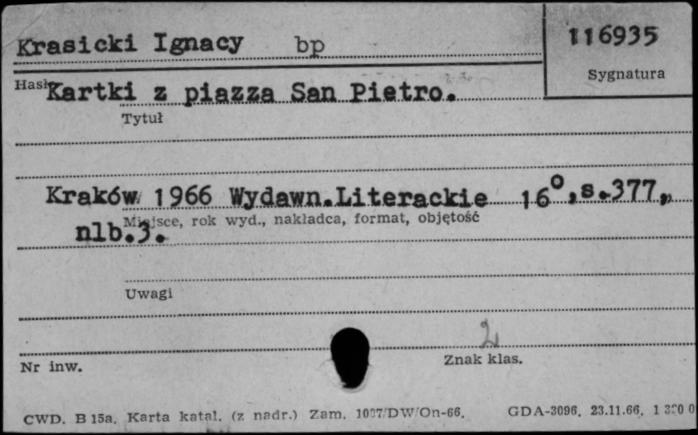 Krasicki Ignacy bp
116935
Sygnatura
Hasło
Kartki z piazza San Pietro.
Tytuł
Kraków 1966 Wydawn.Literackie 16°,s.377,
Miejsce, rok wyd., nakładca, format, objętość
nlb.3.
Uwagi
2
Nr inw.
Znak klas.
CWD. B 15a. Karta katal. (z nadr.) Zam. 1087/DW/On-66. GDA-3096. 23.11.66.